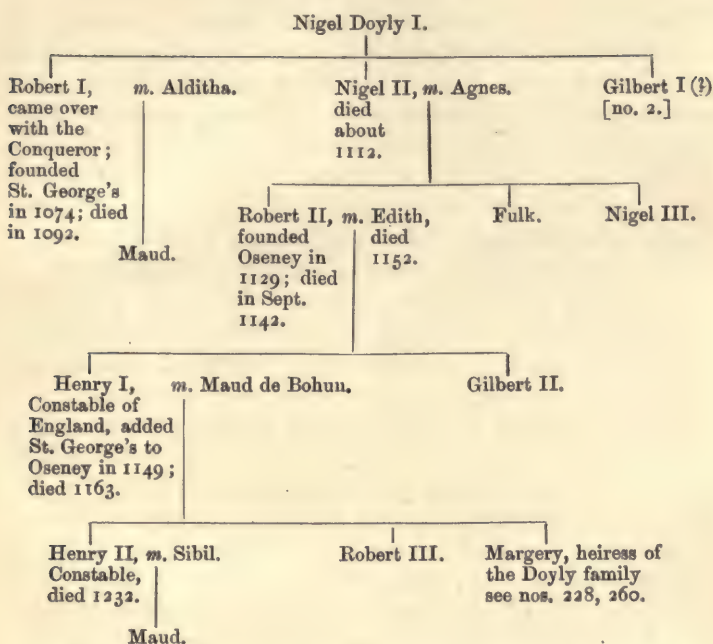 Nigel Doyly I.
Robert I,
came over
with the
Conqueror;
founded
St. George's
in 1074; died
in 1092.
m. Alditha.
Maud.
Nigel II, m. Agnes.
died
about
1112.
Gilbert I (?)
[no. 2.]
Robert II, m. Edith,
founded
Oseney in
1129; died
in Sept.
1142.
died
1152.
Fulk.
Nigel III.
Henry I,
Constable of
England, added
St. George's to
Oseney in 1149;
died 1163.
m. Maud de Bohun.
Gilbert II.
Henry II, m. Sibil.
Constable,
died 1232.
Maud.
Robert III.
Margery, heiress of
the Doyly family
see nos. 228, 260.